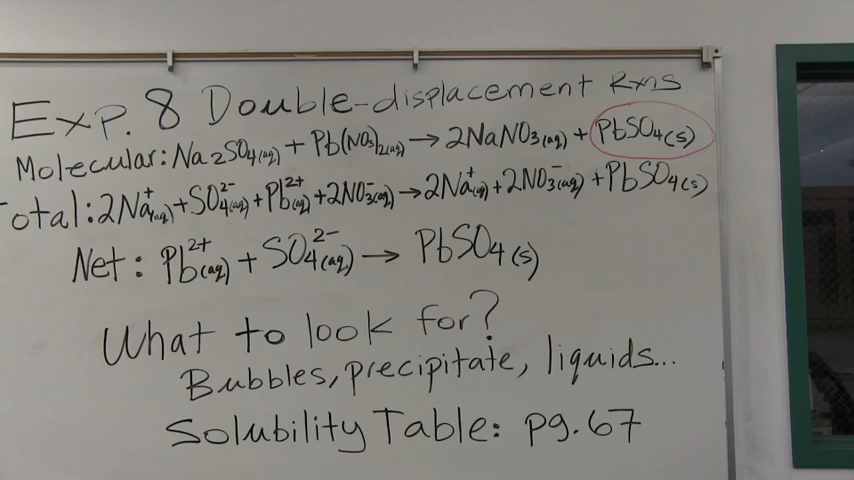 Exp. 8 Double-displacement Rxns
Molecular: Na₂SO₄(aq) + Pb(NO₃)₂(aq) → 2NaNO₃(aq) + PbSO₄(s)
Total: 2Na⁺(aq) + SO₄²⁻(aq) + Pb²⁺(aq) + 2NO₃⁻(aq) → 2Na⁺(aq) + 2NO₃⁻(aq) + PbSO₄(s)
Net: Pb²⁺(aq) + SO₄²⁻(aq) → PbSO₄(s)
What to look for?
Bubbles, precipitate, liquids...
Solubility Table: pg. 67